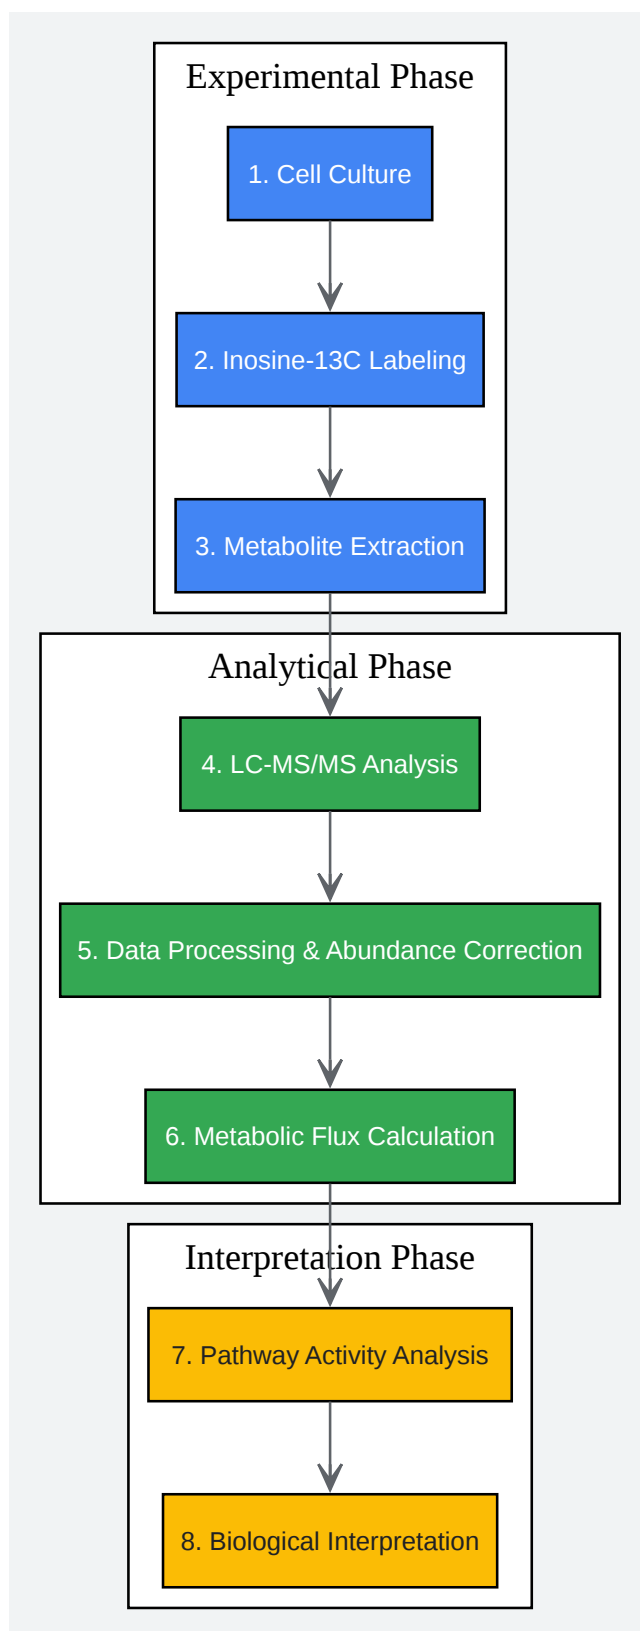 Experimental Phase
1. Cell Culture
2. Inosine-13C Labeling
3. Metabolite Extraction
Analytical Phase
4. LC-MS/MS Analysis
5. Data Processing & Abundance Correction
6. Metabolic Flux Calculation
Interpretation Phase
7. Pathway Activity Analysis
8. Biological Interpretation